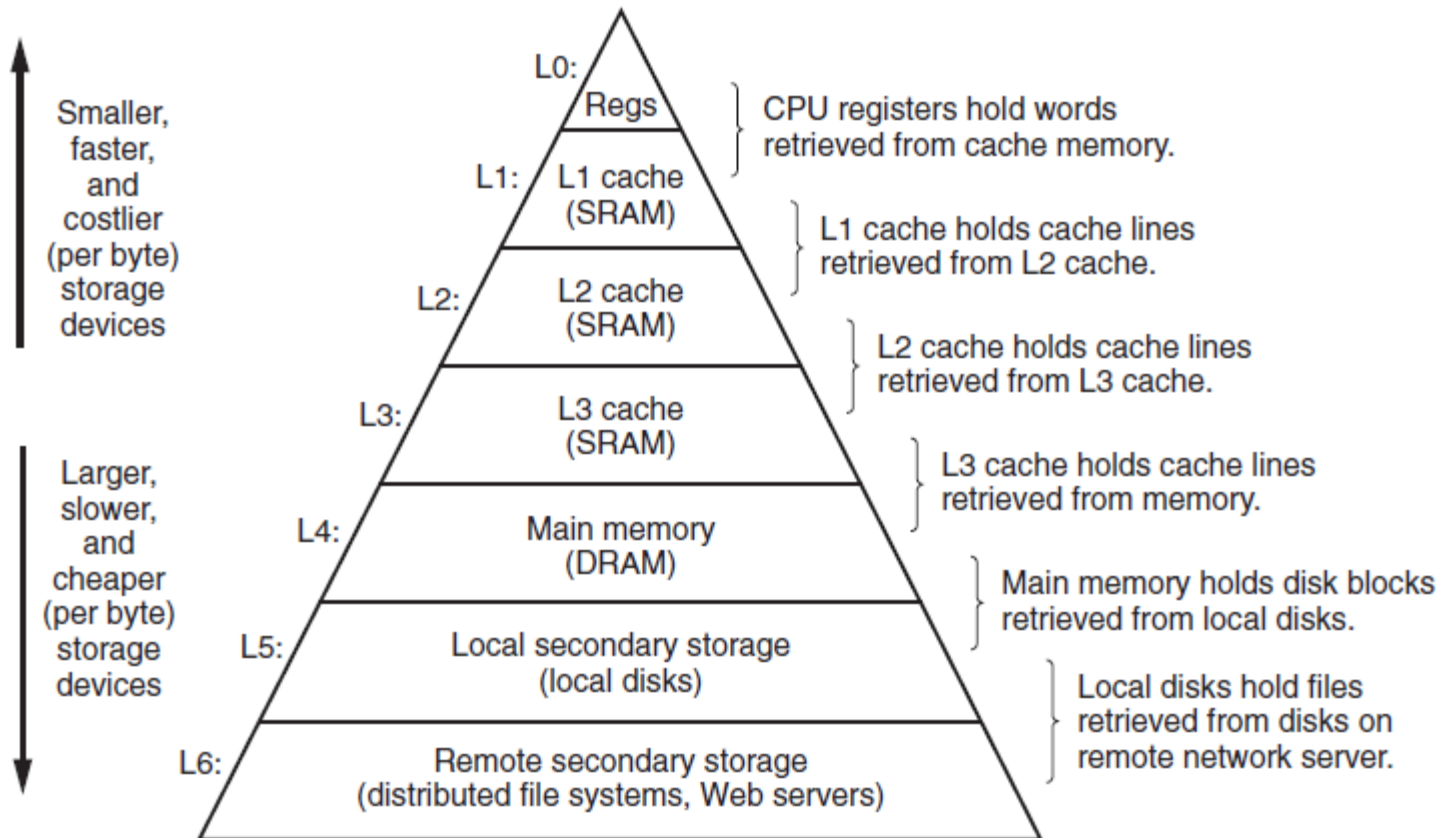 Smaller,
faster,
and
costlier
(per byte)
storage
devices
Larger,
slower,
and
cheaper
(per byte)
storage
devices
L0:
Regs
L1:
L1 cache
(SRAM)
L2:
L2 cache
(SRAM)
L3:
L3 cache
(SRAM)
L4:
Main memory
(DRAM)
L5:
Local secondary storage
(local disks)
L6:
Remote secondary storage
(distributed file systems, Web servers)
CPU registers hold words
retrieved from cache memory.
L1 cache holds cache lines
retrieved from L2 cache.
L2 cache holds cache lines
retrieved from L3 cache.
L3 cache holds cache lines
retrieved from memory.
Main memory holds disk blocks
retrieved from local disks.
Local disks hold files
retrieved from disks on
remote network server.